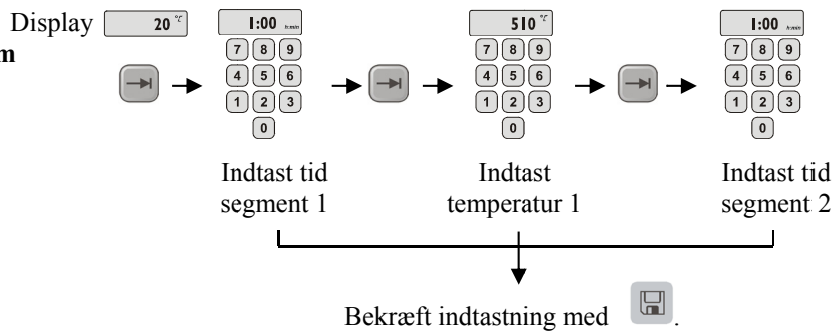 Display 20 °C 1:00 h:min 510 °C 1:00 h:min
m
7 8 9 7 8 9 7 8 9
4 5 6 4 5 6 4 5 6
1 2 3 1 2 3 1 2 3
0 0 0
Indtast tid Indtast Indtast tid
segment 1 temperatur 1 segment 2
Bekræft indtastning med .